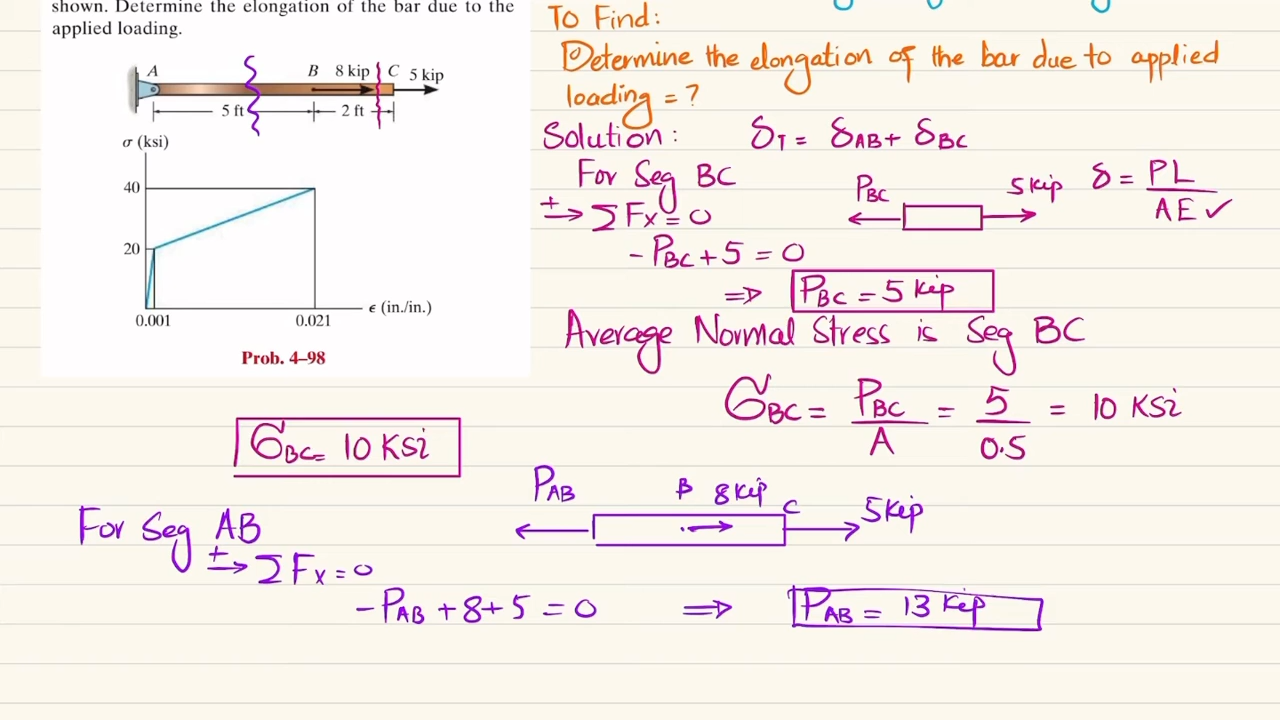 shown. Determine the elongation of the bar due to the
applied loading.
A B 8 kip C 5 kip
5 ft 2 ft
σ (ksi)
40
20
ϵ (in./in.)
0.001 0.021
Prob. 4–98
To Find:
Determine the elongation of the bar due to applied
loading = ?
Solution: δT = δAB + δBC
For Seg BC
+→ ΣFx = 0
PBC 5 kip δ = PL / AE ✓
-PBC + 5 = 0
⇒ PBC = 5 kip
Average Normal Stress is Seg BC
σBC = PBC / A = 5 / 0.5 = 10 KSi
σBC = 10 KSi
PAB B 8 kip C 5 kip
For Seg AB
+→ ΣFx = 0
-PAB + 8 + 5 = 0 ⇒ PAB = 13 kip